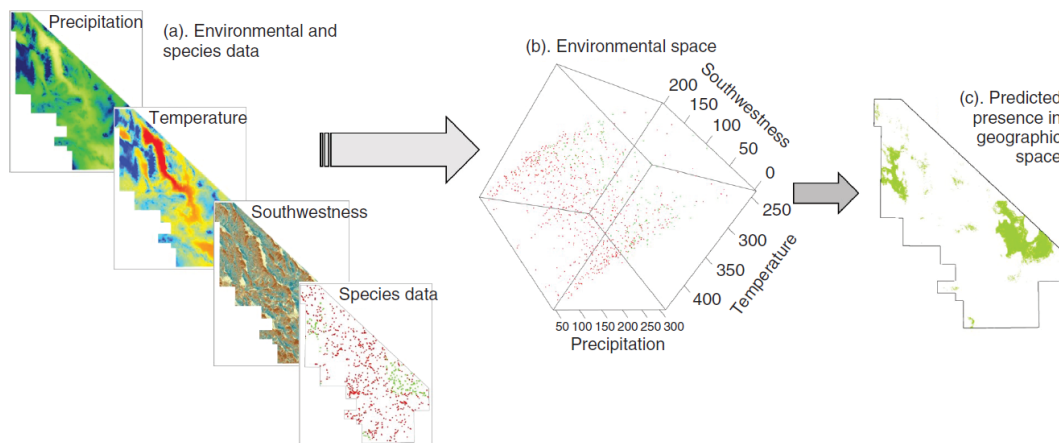 Precipitation
(a). Environmental and
species data
Temperature
Southwestness
Species data
(b). Environmental space
Southwestness
200
150
100
50
0
250
300
350
400
Temperature
50 100 150 200 250 300
Precipitation
(c). Predicted
presence in
geographic
space